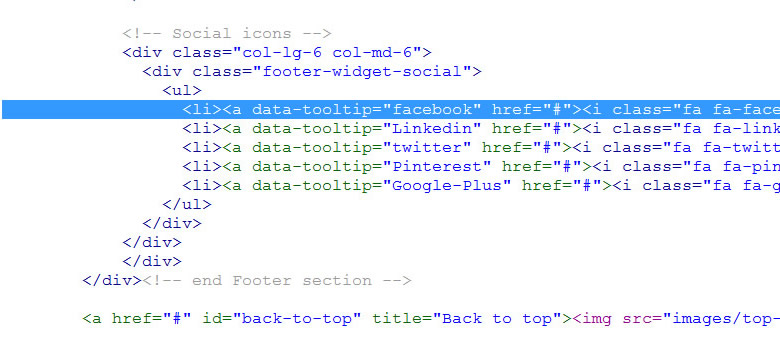 <!-- Social icons -->
<div class="col-lg-6 col-md-6">
<div class="footer-widget-social">
<ul>
<li><a data-tooltip="facebook" href="#"><i class="fa fa-face
<li><a data-tooltip="Linkedin" href="#"><i class="fa fa-link
<li><a data-tooltip="twitter" href="#"><i class="fa fa-twitt
<li><a data-tooltip="Pinterest" href="#"><i class="fa fa-pin
<li><a data-tooltip="Google-Plus" href="#"><i class="fa fa-g
</ul>
</div>
</div>
</div>
</div><!-- end Footer section -->
<a href="#" id="back-to-top" title="Back to top"><img src="images/top-